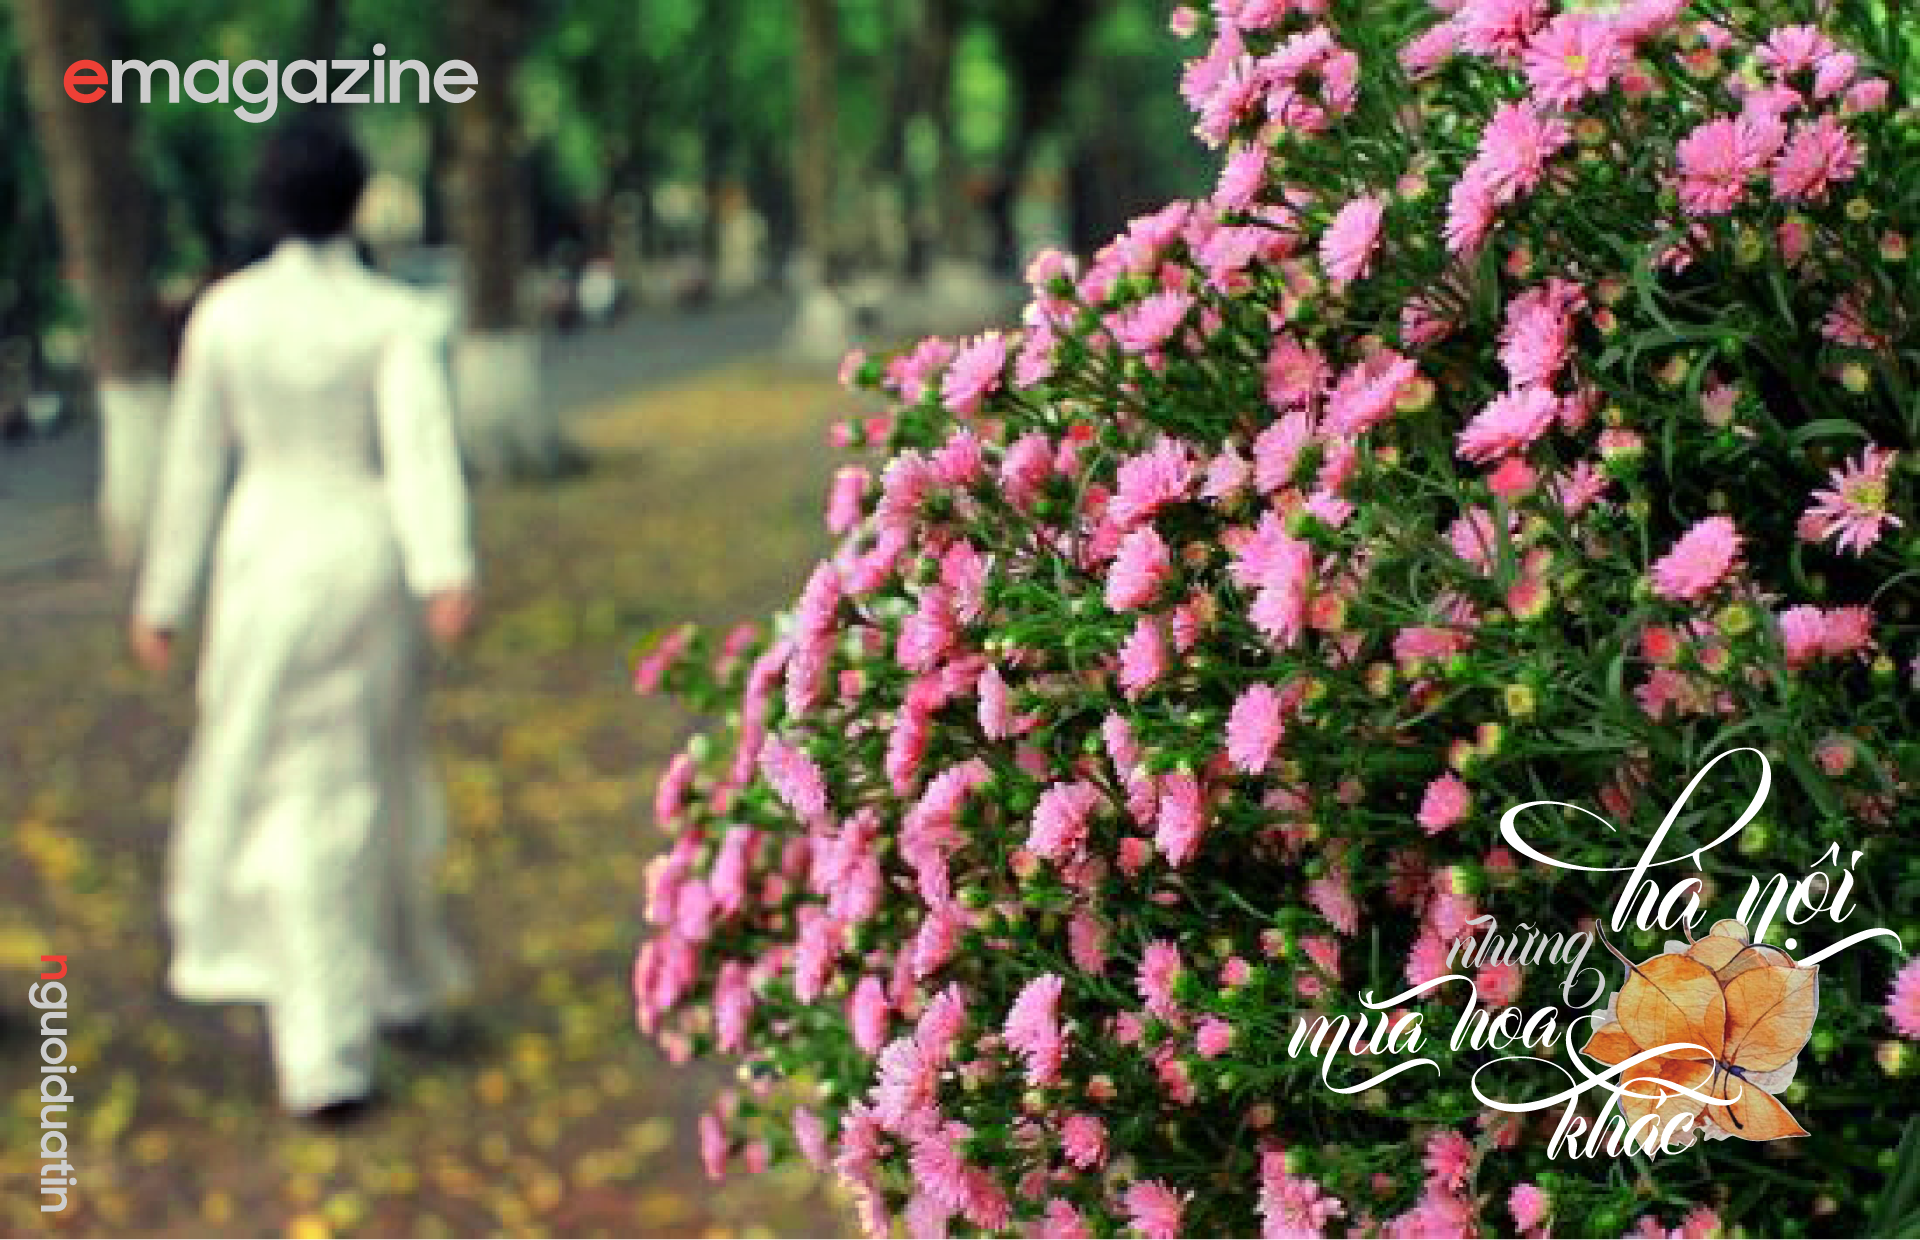 emagazine
hà nội
những
mùa hoa
khác
nguoiduatin